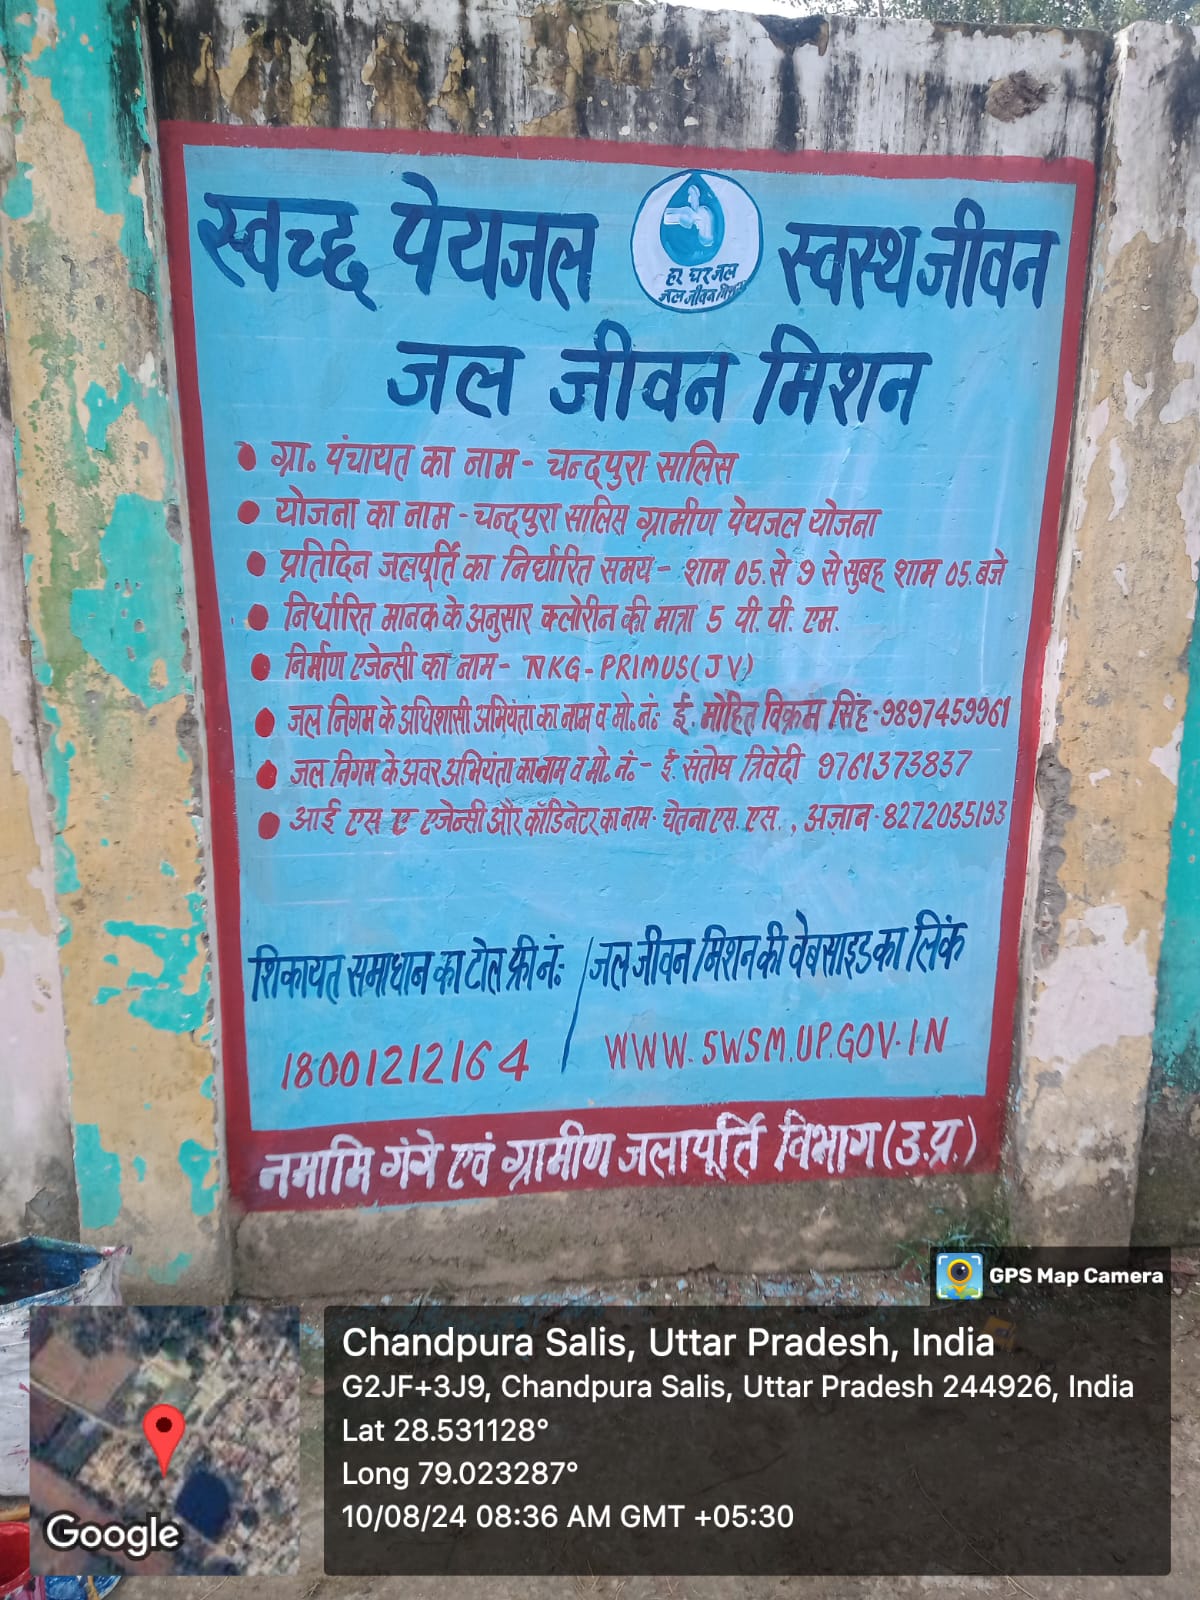 स्वच्छ पेयजल
हर घर जल
जल जीवन मिशन
स्वस्थ जीवन
जल जीवन मिशन
ग्रा. पंचायत का नाम - चन्दपुरा सालिस
योजना का नाम - चन्दपुरा सालिस ग्रामीण पेयजल योजना
प्रतिदिन जलपूर्ति का निर्धारित समय - शाम 05. से 9 से सुबह शाम 05. बजे
निर्धारित मानक के अनुसार क्लोरीन की मात्रा 5 पी. पी. एम.
निर्माण एजेन्सी का नाम - NKG-PRIMUS(JV)
जल निगम के अधिशासी अभियंता का नाम व मो. नं: ई. मोहित विक्रम सिंह-9897459961
जल निगम के अवर अभियंता का नाम व मो. नं. - ई. संतोष त्रिवेदी 9761373837
आई एस ए एजेन्सी और कॉडिनेटर का नाम - चेतना एस. एस. , अज़ान-8272035193
शिकायत समाधान का टोल फ्री नं: / जल जीवन मिशन की वेबसाइड का लिंक
18001212164 WWW.SWSM.UP.GOV.IN
नमामि गंगे एवं ग्रामीण जलापूर्ति विभाग (उ.प्र.)
GPS Map Camera
Chandpura Salis, Uttar Pradesh, India
G2JF+3J9, Chandpura Salis, Uttar Pradesh 244926, India
Lat 28.531128°
Long 79.023287°
10/08/24 08:36 AM GMT +05:30
Google